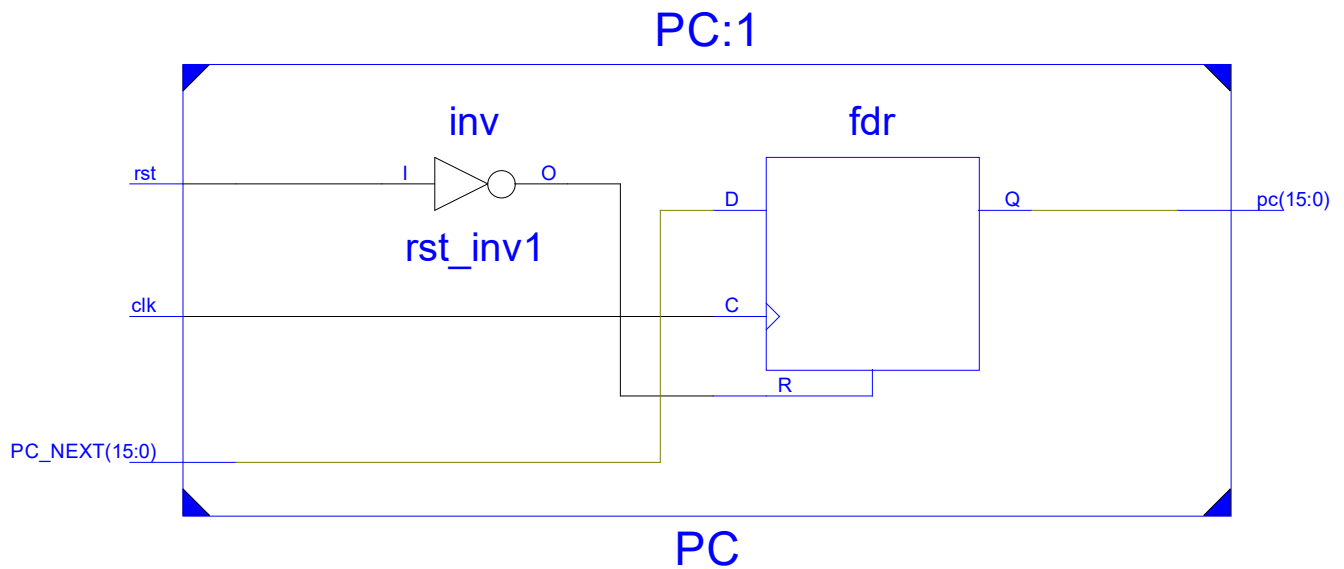 PC:1
inv
fdr
rst
I
O
D
Q
pc(15:0)
rst_inv1
clk
C
R
PC_NEXT(15:0)
PC